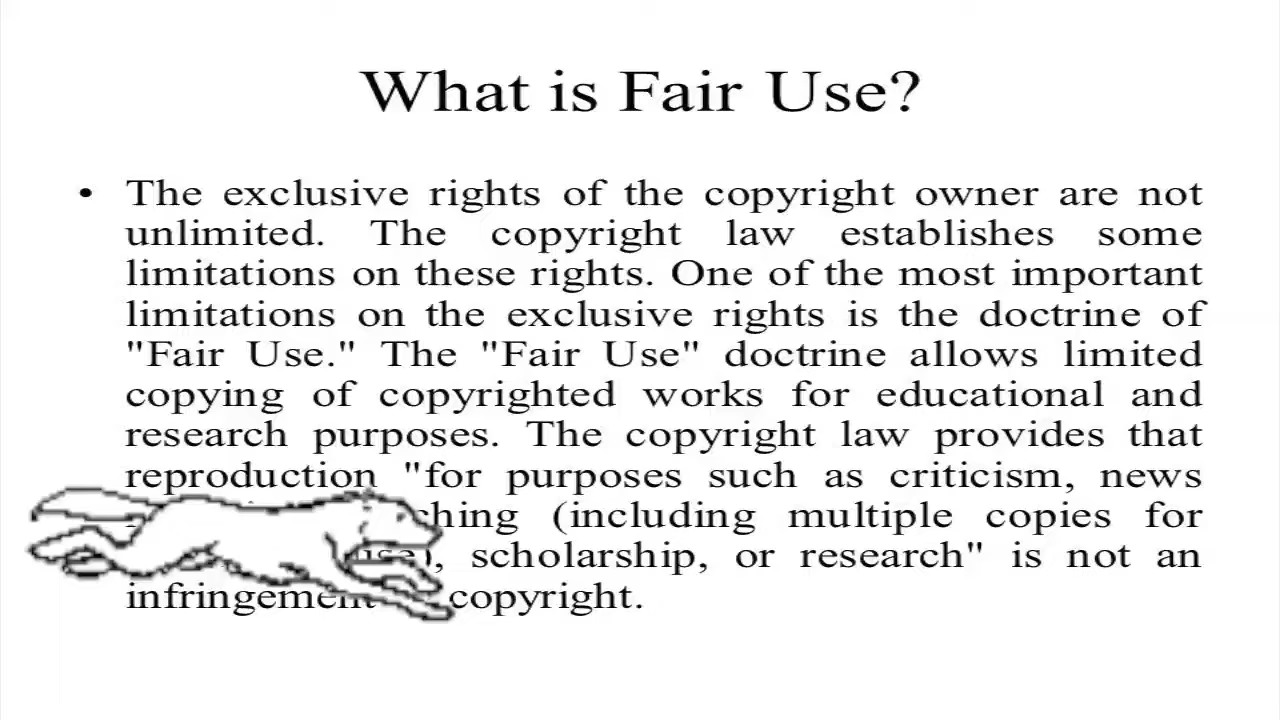 What is Fair Use?
• The exclusive rights of the copyright owner are not
unlimited. The copyright law establishes some
limitations on these rights. One of the most important
limitations on the exclusive rights is the doctrine of
"Fair Use." The "Fair Use" doctrine allows limited
copying of copyrighted works for educational and
research purposes. The copyright law provides that
reproduction "for purposes such as criticism, news
(including multiple copies for
scholarship, or research" is not an
infringement copyright.